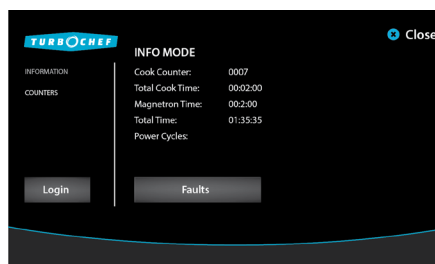 TURBOCHEF
Close
INFO MODE
INFORMATION
COUNTERS
Cook Counter: 0007
Total Cook Time: 00:02:00
Magnetron Time: 00:2:00
Total Time: 01:35:35
Power Cycles:
Login
Faults